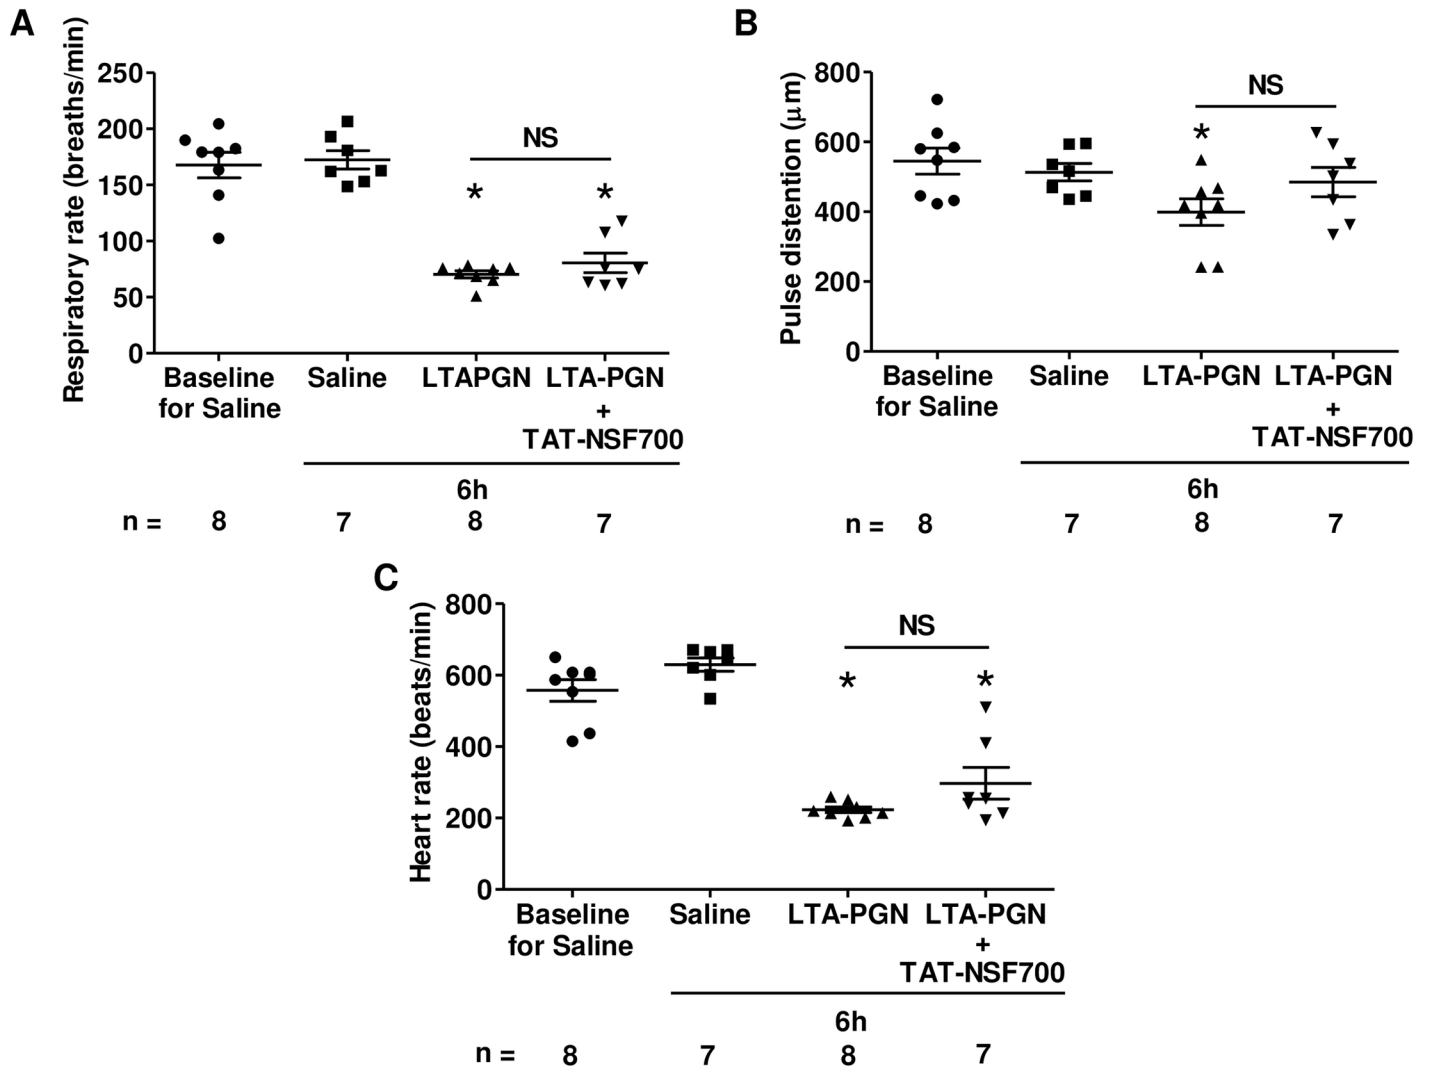 A
Respiratory rate (breaths/min)
250
200
150
100
50
0
NS
*
*
Baseline for Saline
Saline
LTAPGN
LTA-PGN + TAT-NSF700
6h
n = 8 7 8 7
B
Pulse distention (μm)
800
600
400
200
0
NS
*
Baseline for Saline
Saline
LTA-PGN
LTA-PGN + TAT-NSF700
6h
n = 8 7 8 7
C
Heart rate (beats/min)
800
600
400
200
0
NS
*
*
Baseline for Saline
Saline
LTA-PGN
LTA-PGN + TAT-NSF700
6h
n = 8 7 8 7